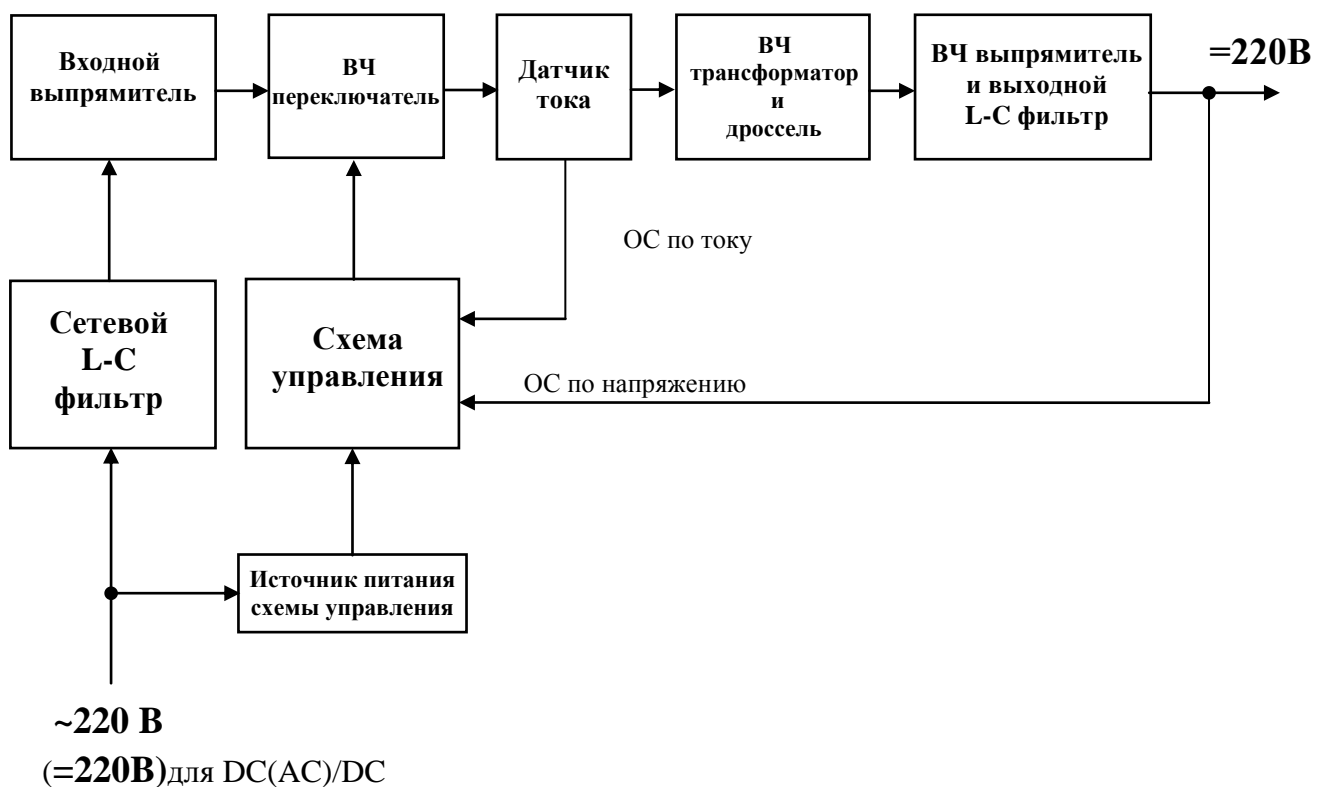 Входной
выпрямитель
ВЧ
переключатель
Датчик
тока
ВЧ
трансформатор
и
дроссель
ВЧ выпрямитель
и выходной
L-C фильтр
=220В
ОС по току
Сетевой
L-C
фильтр
Схема
управления
ОС по напряжению
Источник питания
схемы управления
~220 В
(=220В)для DC(AC)/DC